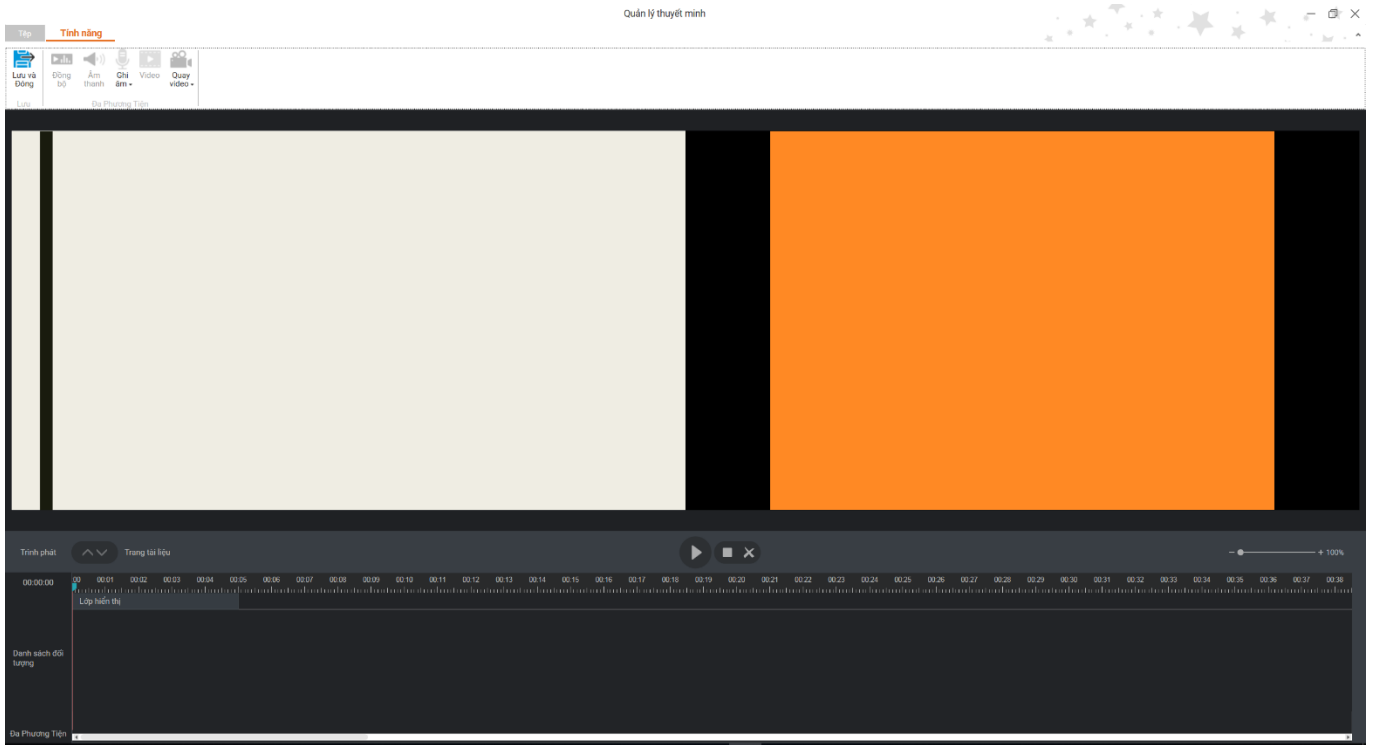 Quản lý thuyết minh
Tệp Tính năng
Lưu và Đóng Đồng bộ Âm thanh Ghi âm Video Quay video
Lưu Đa Phương Tiện
Trình phát Trang tài liệu 100%
00:00:00 00 00:01 00:02 00:03 00:04 00:05 00:06 00:07 00:08 00:09 00:10 00:11 00:12 00:13 00:14 00:15 00:16 00:17 00:18 00:19 00:20 00:21 00:22 00:23 00:24 00:25 00:26 00:27 00:28 00:29 00:30 00:31 00:32 00:33 00:34 00:35 00:36 00:37 00:38
Lớp hiển thị
Danh sách đối
tượng
Đa Phương Tiện